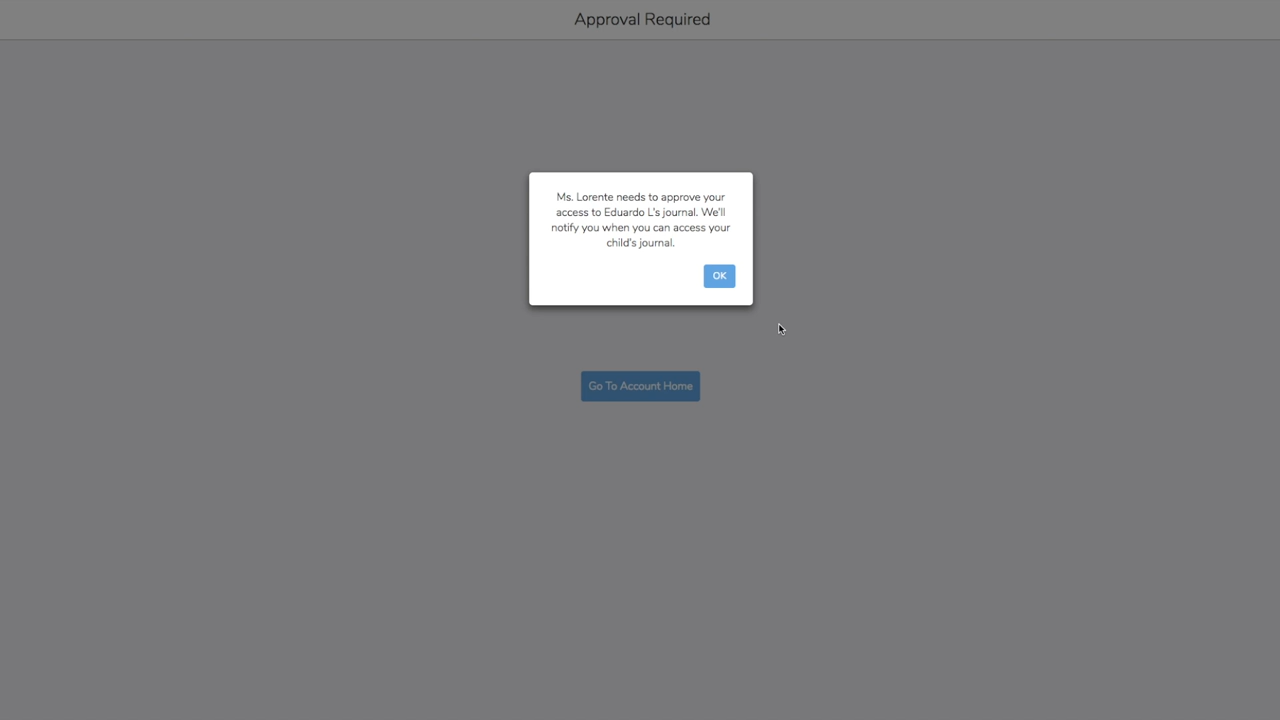 Approval Required
Ms. Lorente needs to approve your
access to Eduardo L's journal. We'll
notify you when you can access your
child's journal.
OK
Go To Account Home